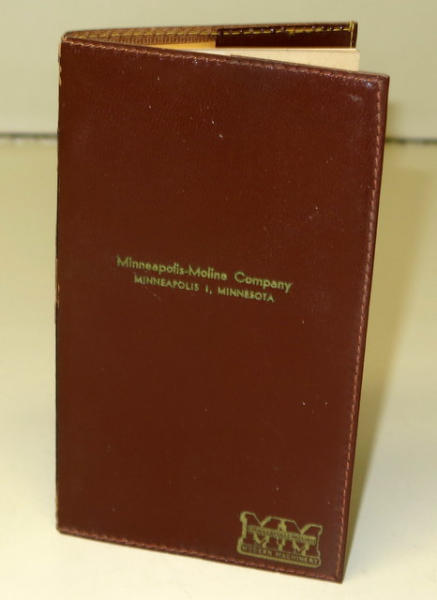 Minneapolis-Moline Company
MINNEAPOLIS 1, MINNESOTA
MM
MODERN MACHINERY